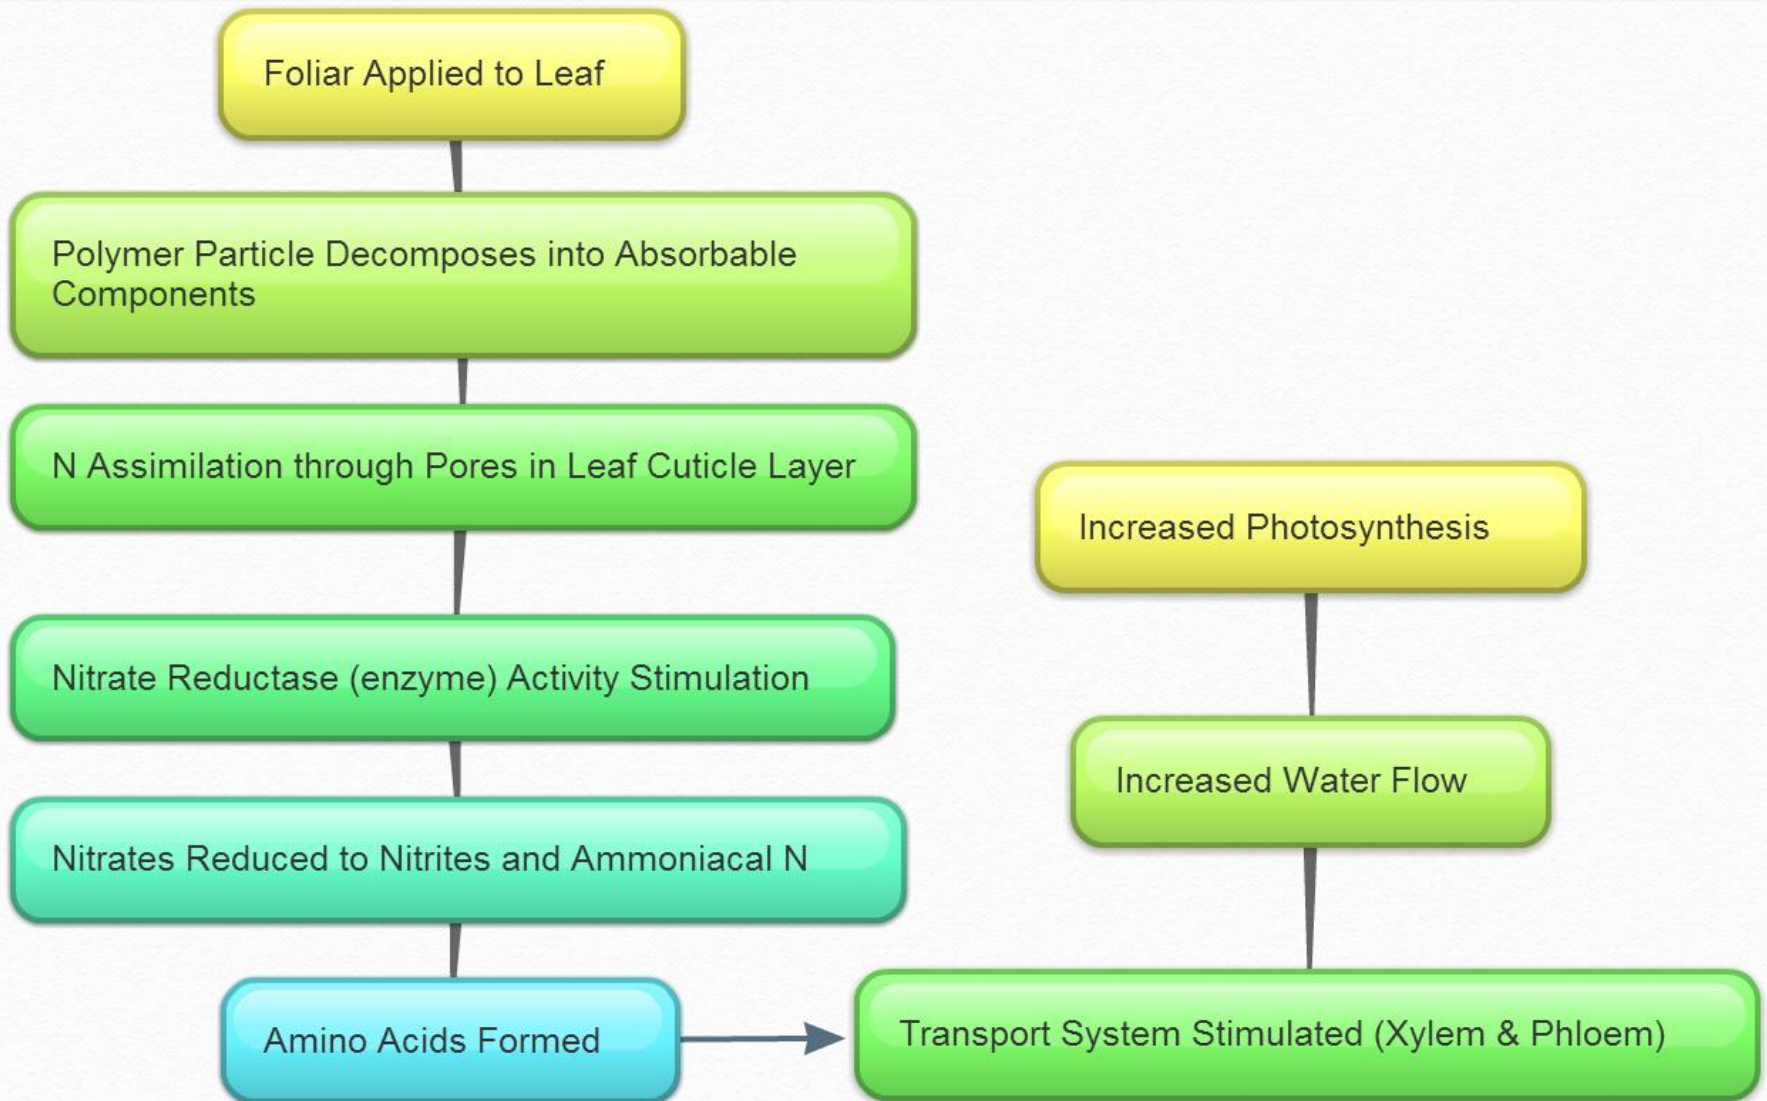 Foliar Applied to Leaf
Polymer Particle Decomposes into Absorbable
Components
N Assimilation through Pores in Leaf Cuticle Layer
Nitrate Reductase (enzyme) Activity Stimulation
Nitrates Reduced to Nitrites and Ammoniacal N
Amino Acids Formed
Increased Photosynthesis
Increased Water Flow
Transport System Stimulated (Xylem & Phloem)